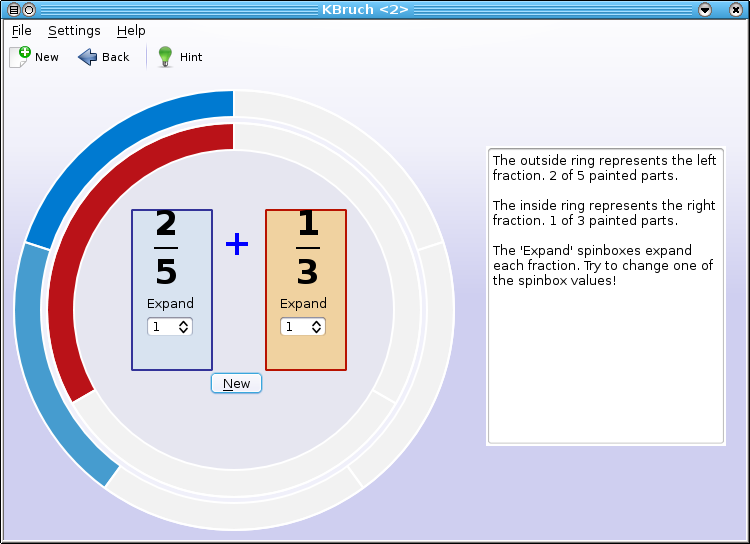 KBruch <2>
File Settings Help
New Back Hint
2
5
+
1
3
Expand
1
Expand
1
New
The outside ring represents the left
fraction. 2 of 5 painted parts.
The inside ring represents the right
fraction. 1 of 3 painted parts.
The 'Expand' spinboxes expand
each fraction. Try to change one of
the spinbox values!